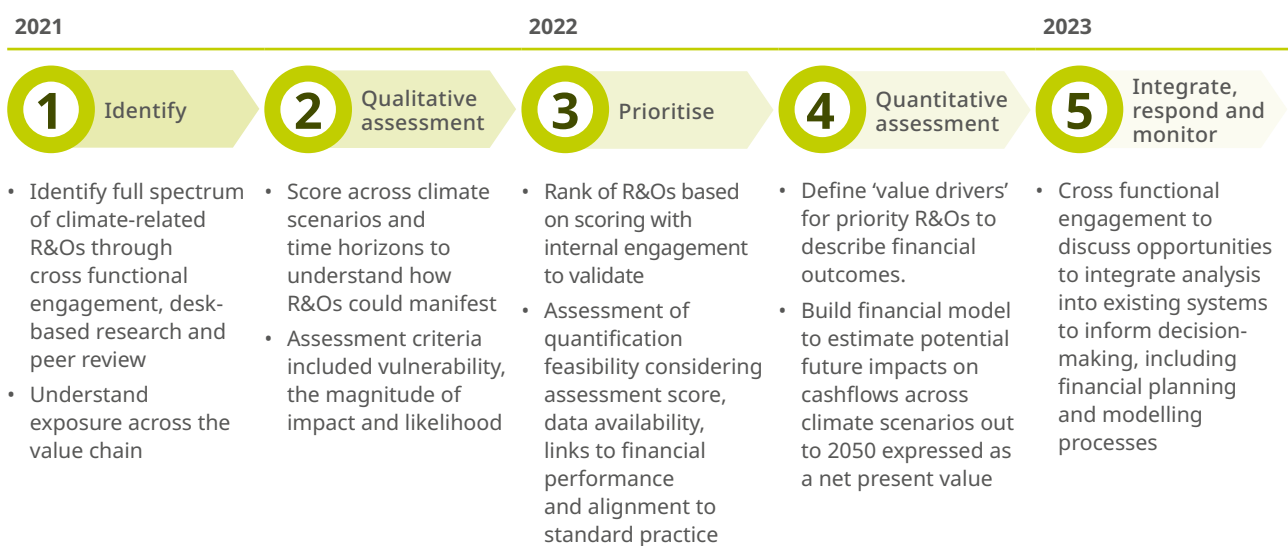 2021
2022
2023
1
Identify
2
Qualitative
assessment
3
Prioritise
4
Quantitative
assessment
5
Integrate,
respond and
monitor
• Identify full spectrum
of climate-related
R&Os through
cross functional
engagement, desk-
based research and
peer review
• Understand
exposure across the
value chain
• Score across climate
scenarios and
time horizons to
understand how
R&Os could manifest
• Assessment criteria
included vulnerability,
the magnitude of
impact and likelihood
• Rank of R&Os based
on scoring with
internal engagement
to validate
• Assessment of
quantification
feasibility considering
assessment score,
data availability,
links to financial
performance
and alignment to
standard practice
• Define ‘value drivers’
for priority R&Os to
describe financial
outcomes.
• Build financial model
to estimate potential
future impacts on
cashflows across
climate scenarios out
to 2050 expressed as
a net present value
• Cross functional
engagement to
discuss opportunities
to integrate analysis
into existing systems
to inform decision-
making, including
financial planning
and modelling
processes